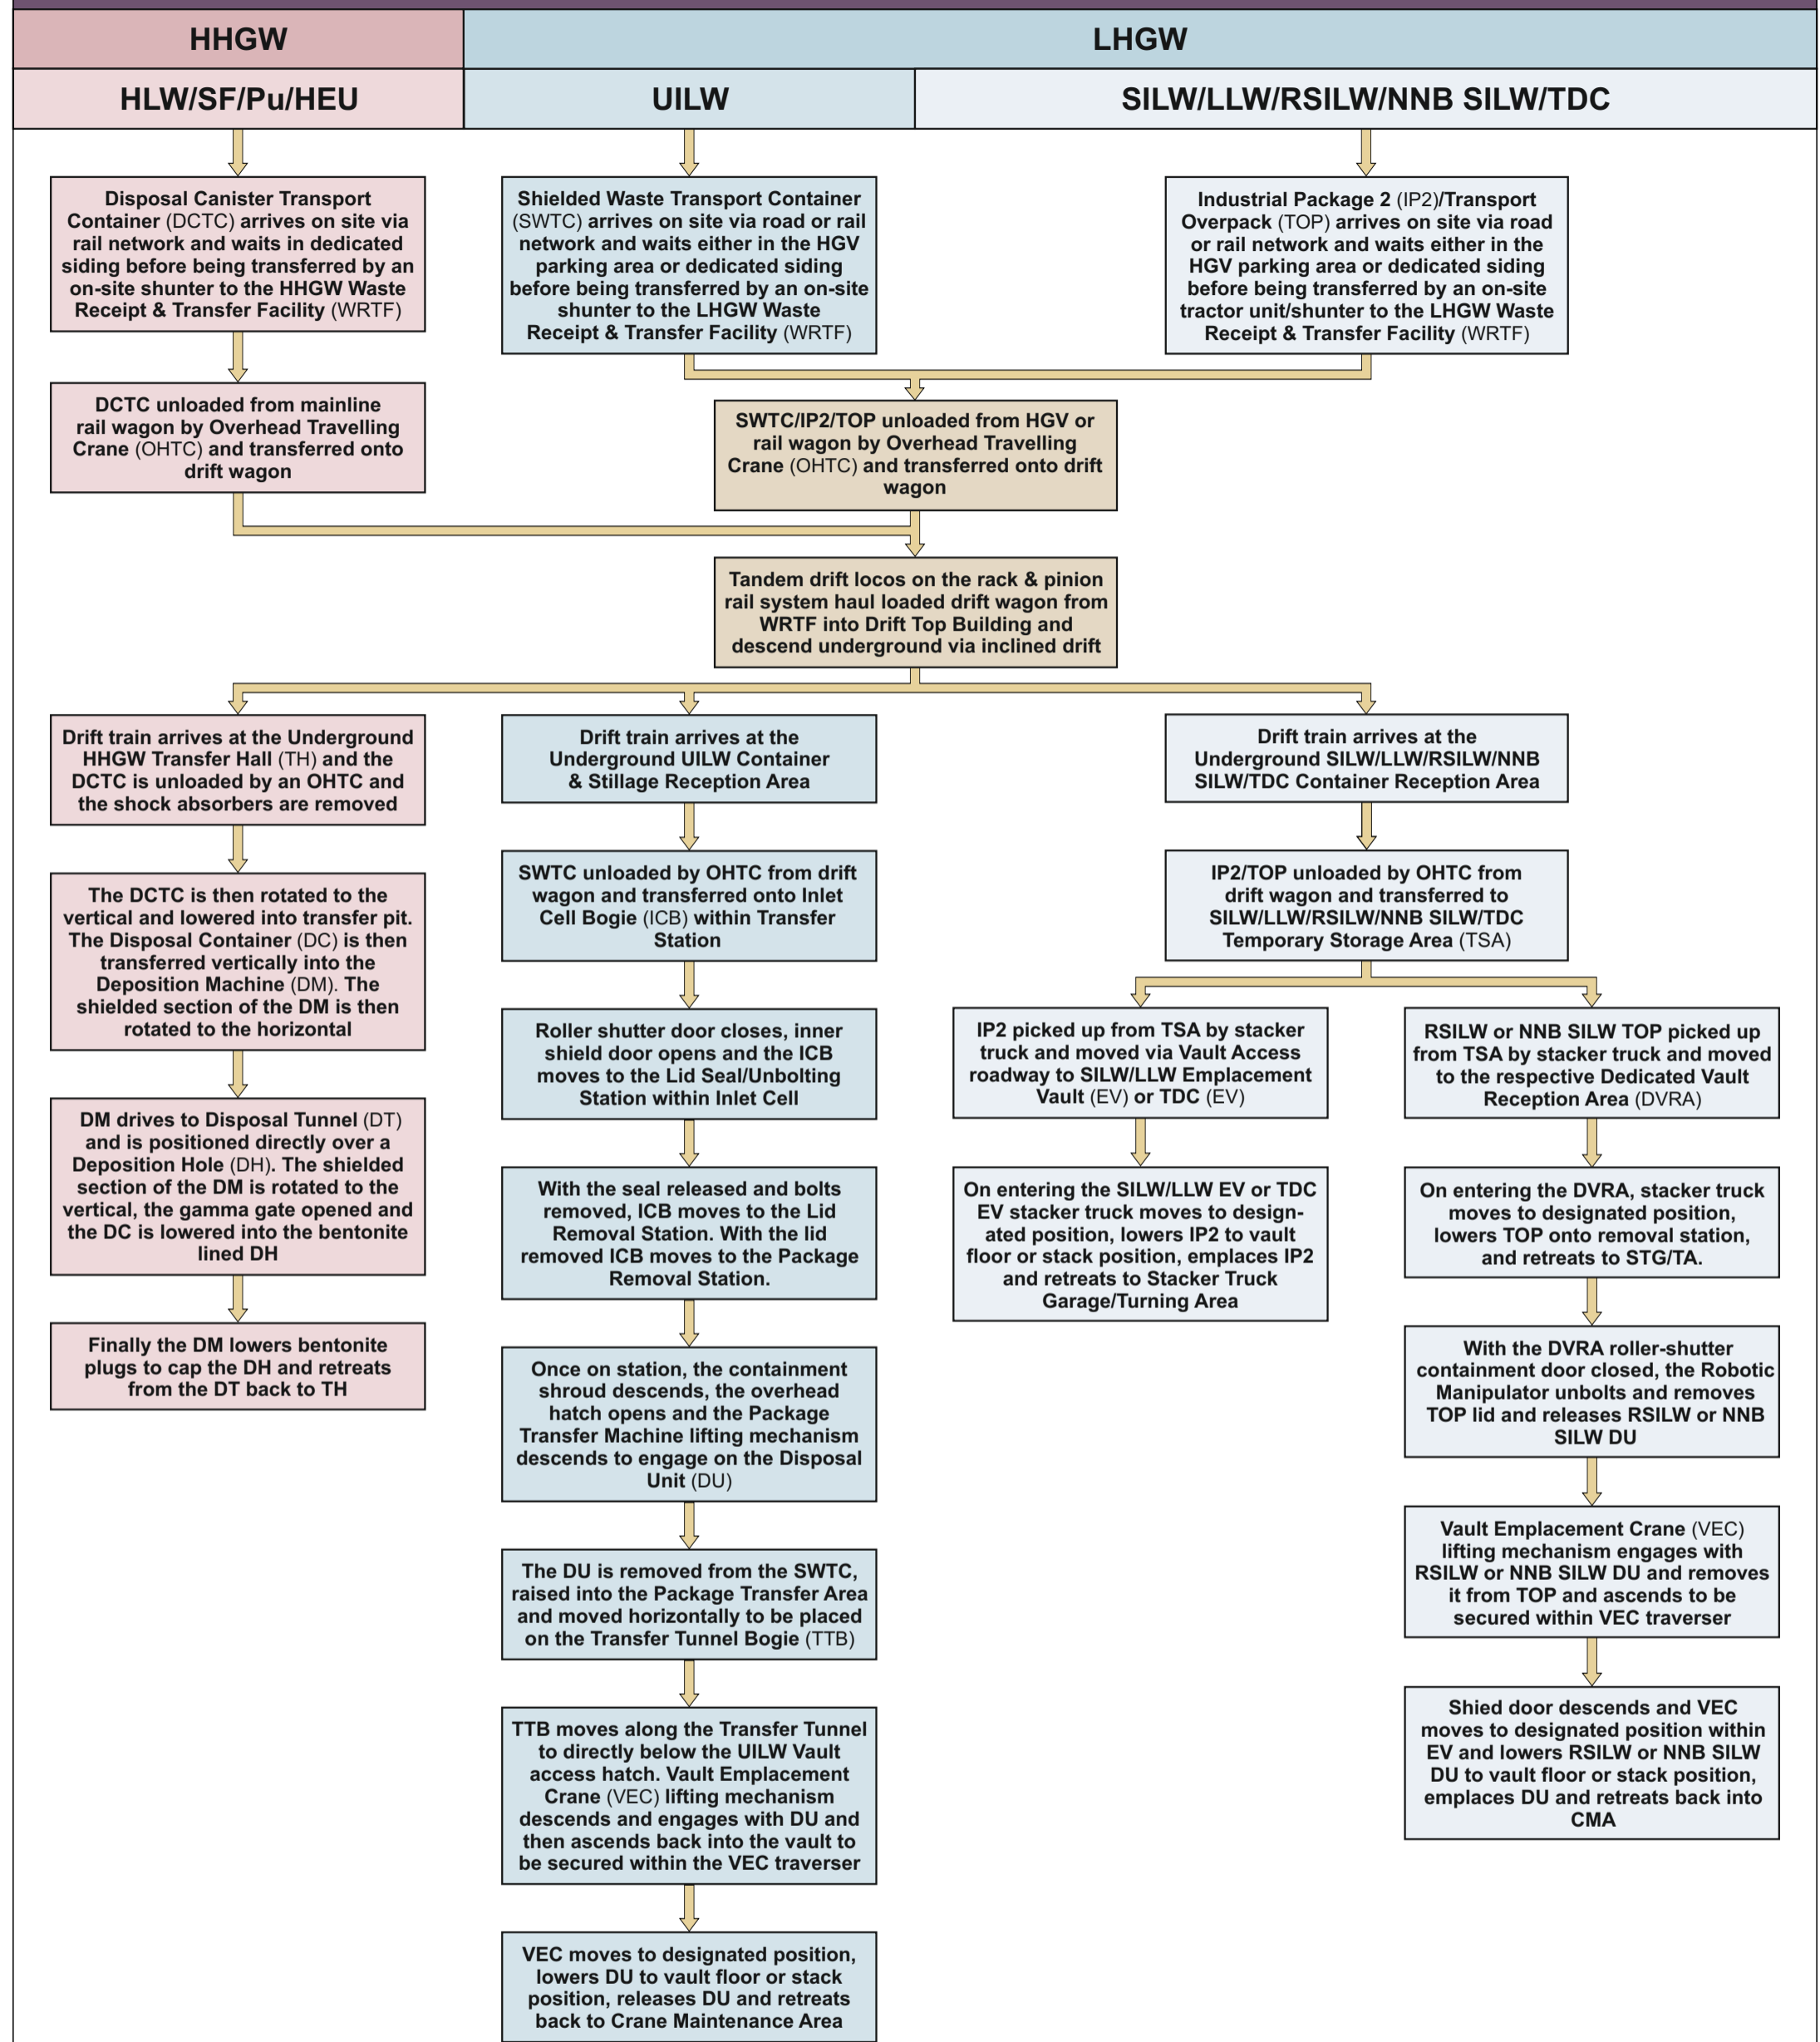 HHGW
LHGW
HLW/SF/Pu/HEU
UILW
SILW/LLW/RSILW/NNB SILW/TDC
Disposal Canister Transport
Container (DCTC) arrives on site via
rail network and waits in dedicated
siding before being transferred by an
on-site shunter to the HHGW Waste
Receipt & Transfer Facility (WRTF)
Shielded Waste Transport Container
(SWTC) arrives on site via road or rail
network and waits either in the HGV
parking area or dedicated siding
before being transferred by an on-site
shunter to the LHGW Waste
Receipt & Transfer Facility (WRTF)
Industrial Package 2 (IP2)/Transport
Overpack (TOP) arrives on site via road
or rail network and waits either in the
HGV parking area or dedicated siding
before being transferred by an on-site
tractor unit/shunter to the LHGW Waste
Receipt & Transfer Facility (WRTF)
DCTC unloaded from mainline
rail wagon by Overhead Travelling
Crane (OHTC) and transferred onto
drift wagon
SWTC/IP2/TOP unloaded from HGV or
rail wagon by Overhead Travelling
Crane (OHTC) and transferred onto drift
wagon
Tandem drift locos on the rack & pinion
rail system haul loaded drift wagon from
WRTF into Drift Top Building and
descend underground via inclined drift
Drift train arrives at the Underground
HHGW Transfer Hall (TH) and the
DCTC is unloaded by an OHTC and
the shock absorbers are removed
The DCTC is then rotated to the
vertical and lowered into transfer pit.
The Disposal Container (DC) is then
transferred vertically into the
Deposition Machine (DM). The
shielded section of the DM is then
rotated to the horizontal
DM drives to Disposal Tunnel (DT)
and is positioned directly over a
Deposition Hole (DH). The shielded
section of the DM is rotated to the
vertical, the gamma gate opened and
the DC is lowered into the bentonite
lined DH
Finally the DM lowers bentonite
plugs to cap the DH and retreats
from the DT back to TH
Drift train arrives at the
Underground UILW Container
& Stillage Reception Area
SWTC unloaded by OHTC from drift
wagon and transferred onto Inlet
Cell Bogie (ICB) within Transfer
Station
Roller shutter door closes, inner
shield door opens and the ICB
moves to the Lid Seal/Unbolting
Station within Inlet Cell
With the seal released and bolts
removed, ICB moves to the Lid
Removal Station. With the lid
removed ICB moves to the Package
Removal Station.
Once on station, the containment
shroud descends, the overhead
hatch opens and the Package
Transfer Machine lifting mechanism
descends to engage on the Disposal
Unit (DU)
The DU is removed from the SWTC,
raised into the Package Transfer Area
and moved horizontally to be placed
on the Transfer Tunnel Bogie (TTB)
TTB moves along the Transfer Tunnel
to directly below the UILW Vault
access hatch. Vault Emplacement
Crane (VEC) lifting mechanism
descends and engages with DU and
then ascends back into the vault to
be secured within the VEC traverser
VEC moves to designated position,
lowers DU to vault floor or stack
position, releases DU and retreats
back to Crane Maintenance Area
Drift train arrives at the
Underground SILW/LLW/RSILW/NNB
SILW/TDC Container Reception Area
IP2/TOP unloaded by OHTC from
drift wagon and transferred to
SILW/LLW/RSILW/NNB SILW/TDC
Temporary Storage Area (TSA)
IP2 picked up from TSA by stacker
truck and moved via Vault Access
roadway to SILW/LLW Emplacement
Vault (EV) or TDC (EV)
On entering the SILW/LLW EV or TDC
EV stacker truck moves to design-
ated position, lowers IP2 to vault
floor or stack position, emplaces IP2
and retreats to Stacker Truck
Garage/Turning Area
RSILW or NNB SILW TOP picked up
from TSA by stacker truck and moved
to the respective Dedicated Vault
Reception Area (DVRA)
On entering the DVRA, stacker truck
moves to designated position,
lowers TOP onto removal station,
and retreats to STG/TA.
With the DVRA roller-shutter
containment door closed, the Robotic
Manipulator unbolts and removes
TOP lid and releases RSILW or NNB
SILW DU
Vault Emplacement Crane (VEC)
lifting mechanism engages with
RSILW or NNB SILW DU and removes
it from TOP and ascends to be
secured within VEC traverser
Shied door descends and VEC
moves to designated position within
EV and lowers RSILW or NNB SILW
DU to vault floor or stack position,
emplaces DU and retreats back into
CMA